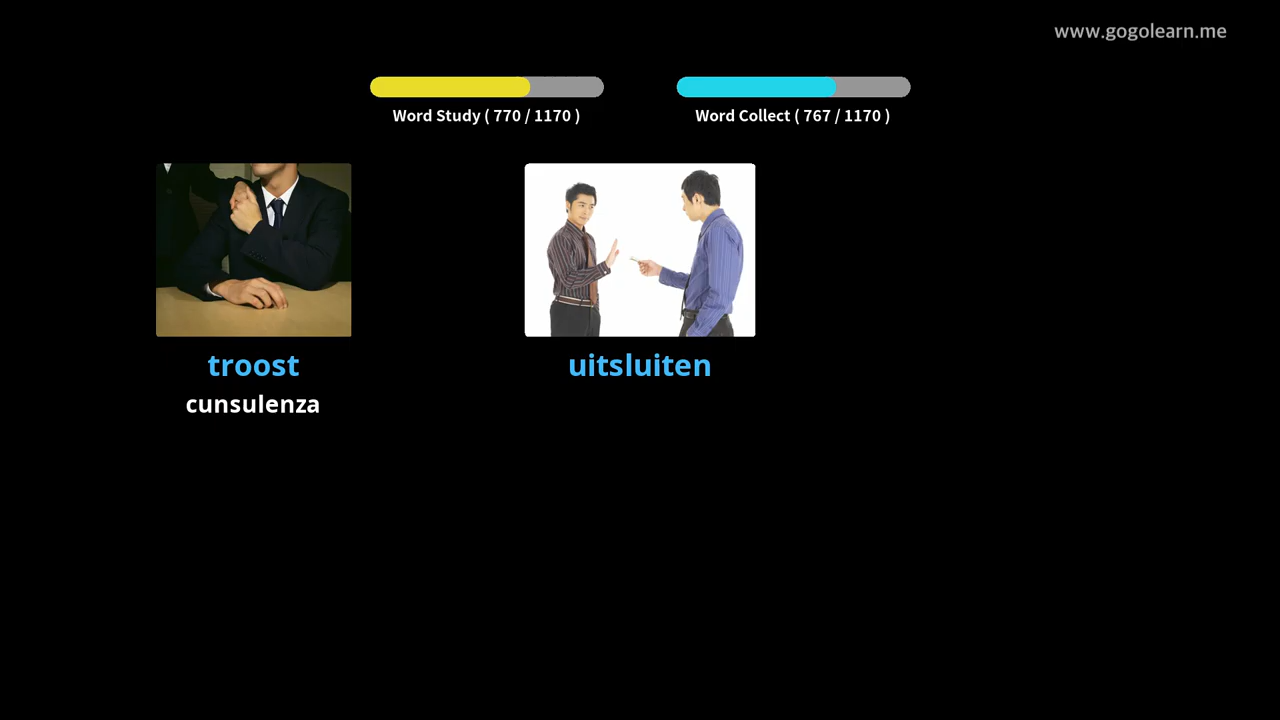 www.gogolearn.me
Word Study ( 770 / 1170 )
Word Collect ( 767 / 1170 )
troost
uitsluiten
cunsulenza